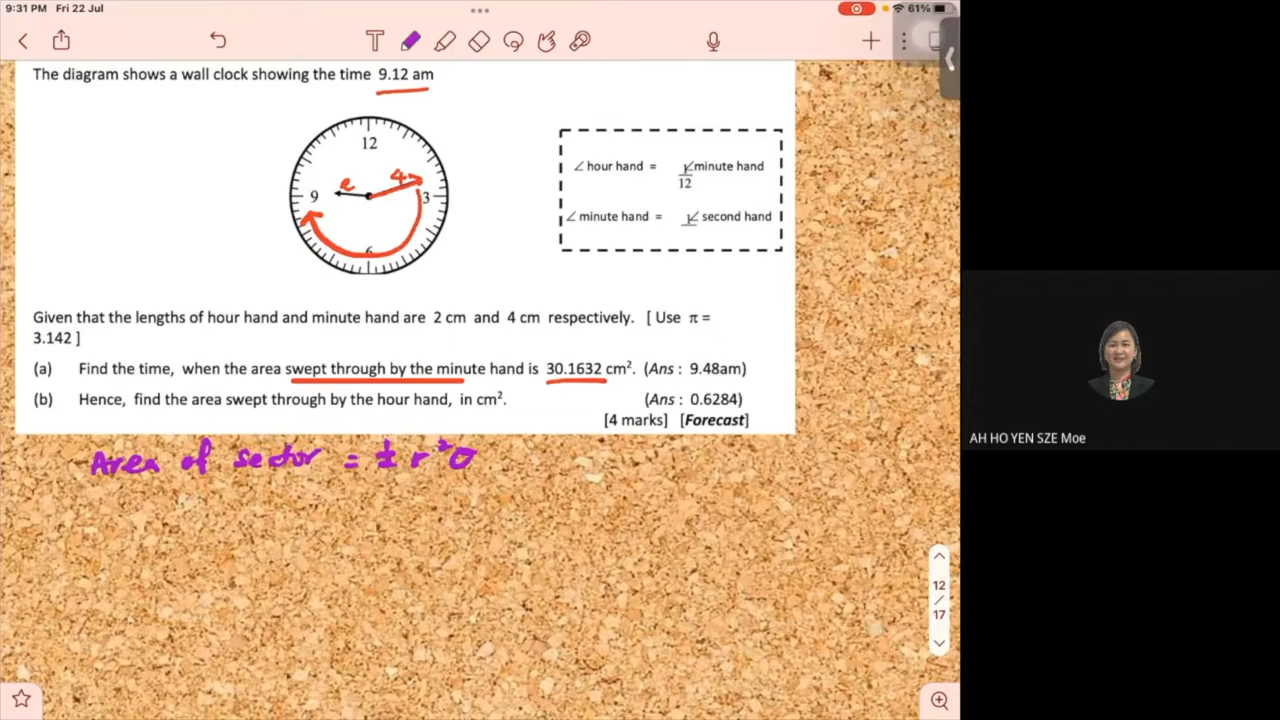 9:31 PM Fri 22 Jul
61%
The diagram shows a wall clock showing the time 9.12 am
12
4
2
9
3
6
∠ hour hand = 1/12 minute hand
∠ minute hand = 1 second hand
Given that the lengths of hour hand and minute hand are 2 cm and 4 cm respectively. [ Use π =
3.142 ]
(a) Find the time, when the area swept through by the minute hand is 30.1632 cm². (Ans : 9.48am)
(b) Hence, find the area swept through by the hour hand, in cm². (Ans : 0.6284)
[4 marks] [Forecast]
Area of sector = ½ r²θ
12
/
17
AH HO YEN SZE Moe